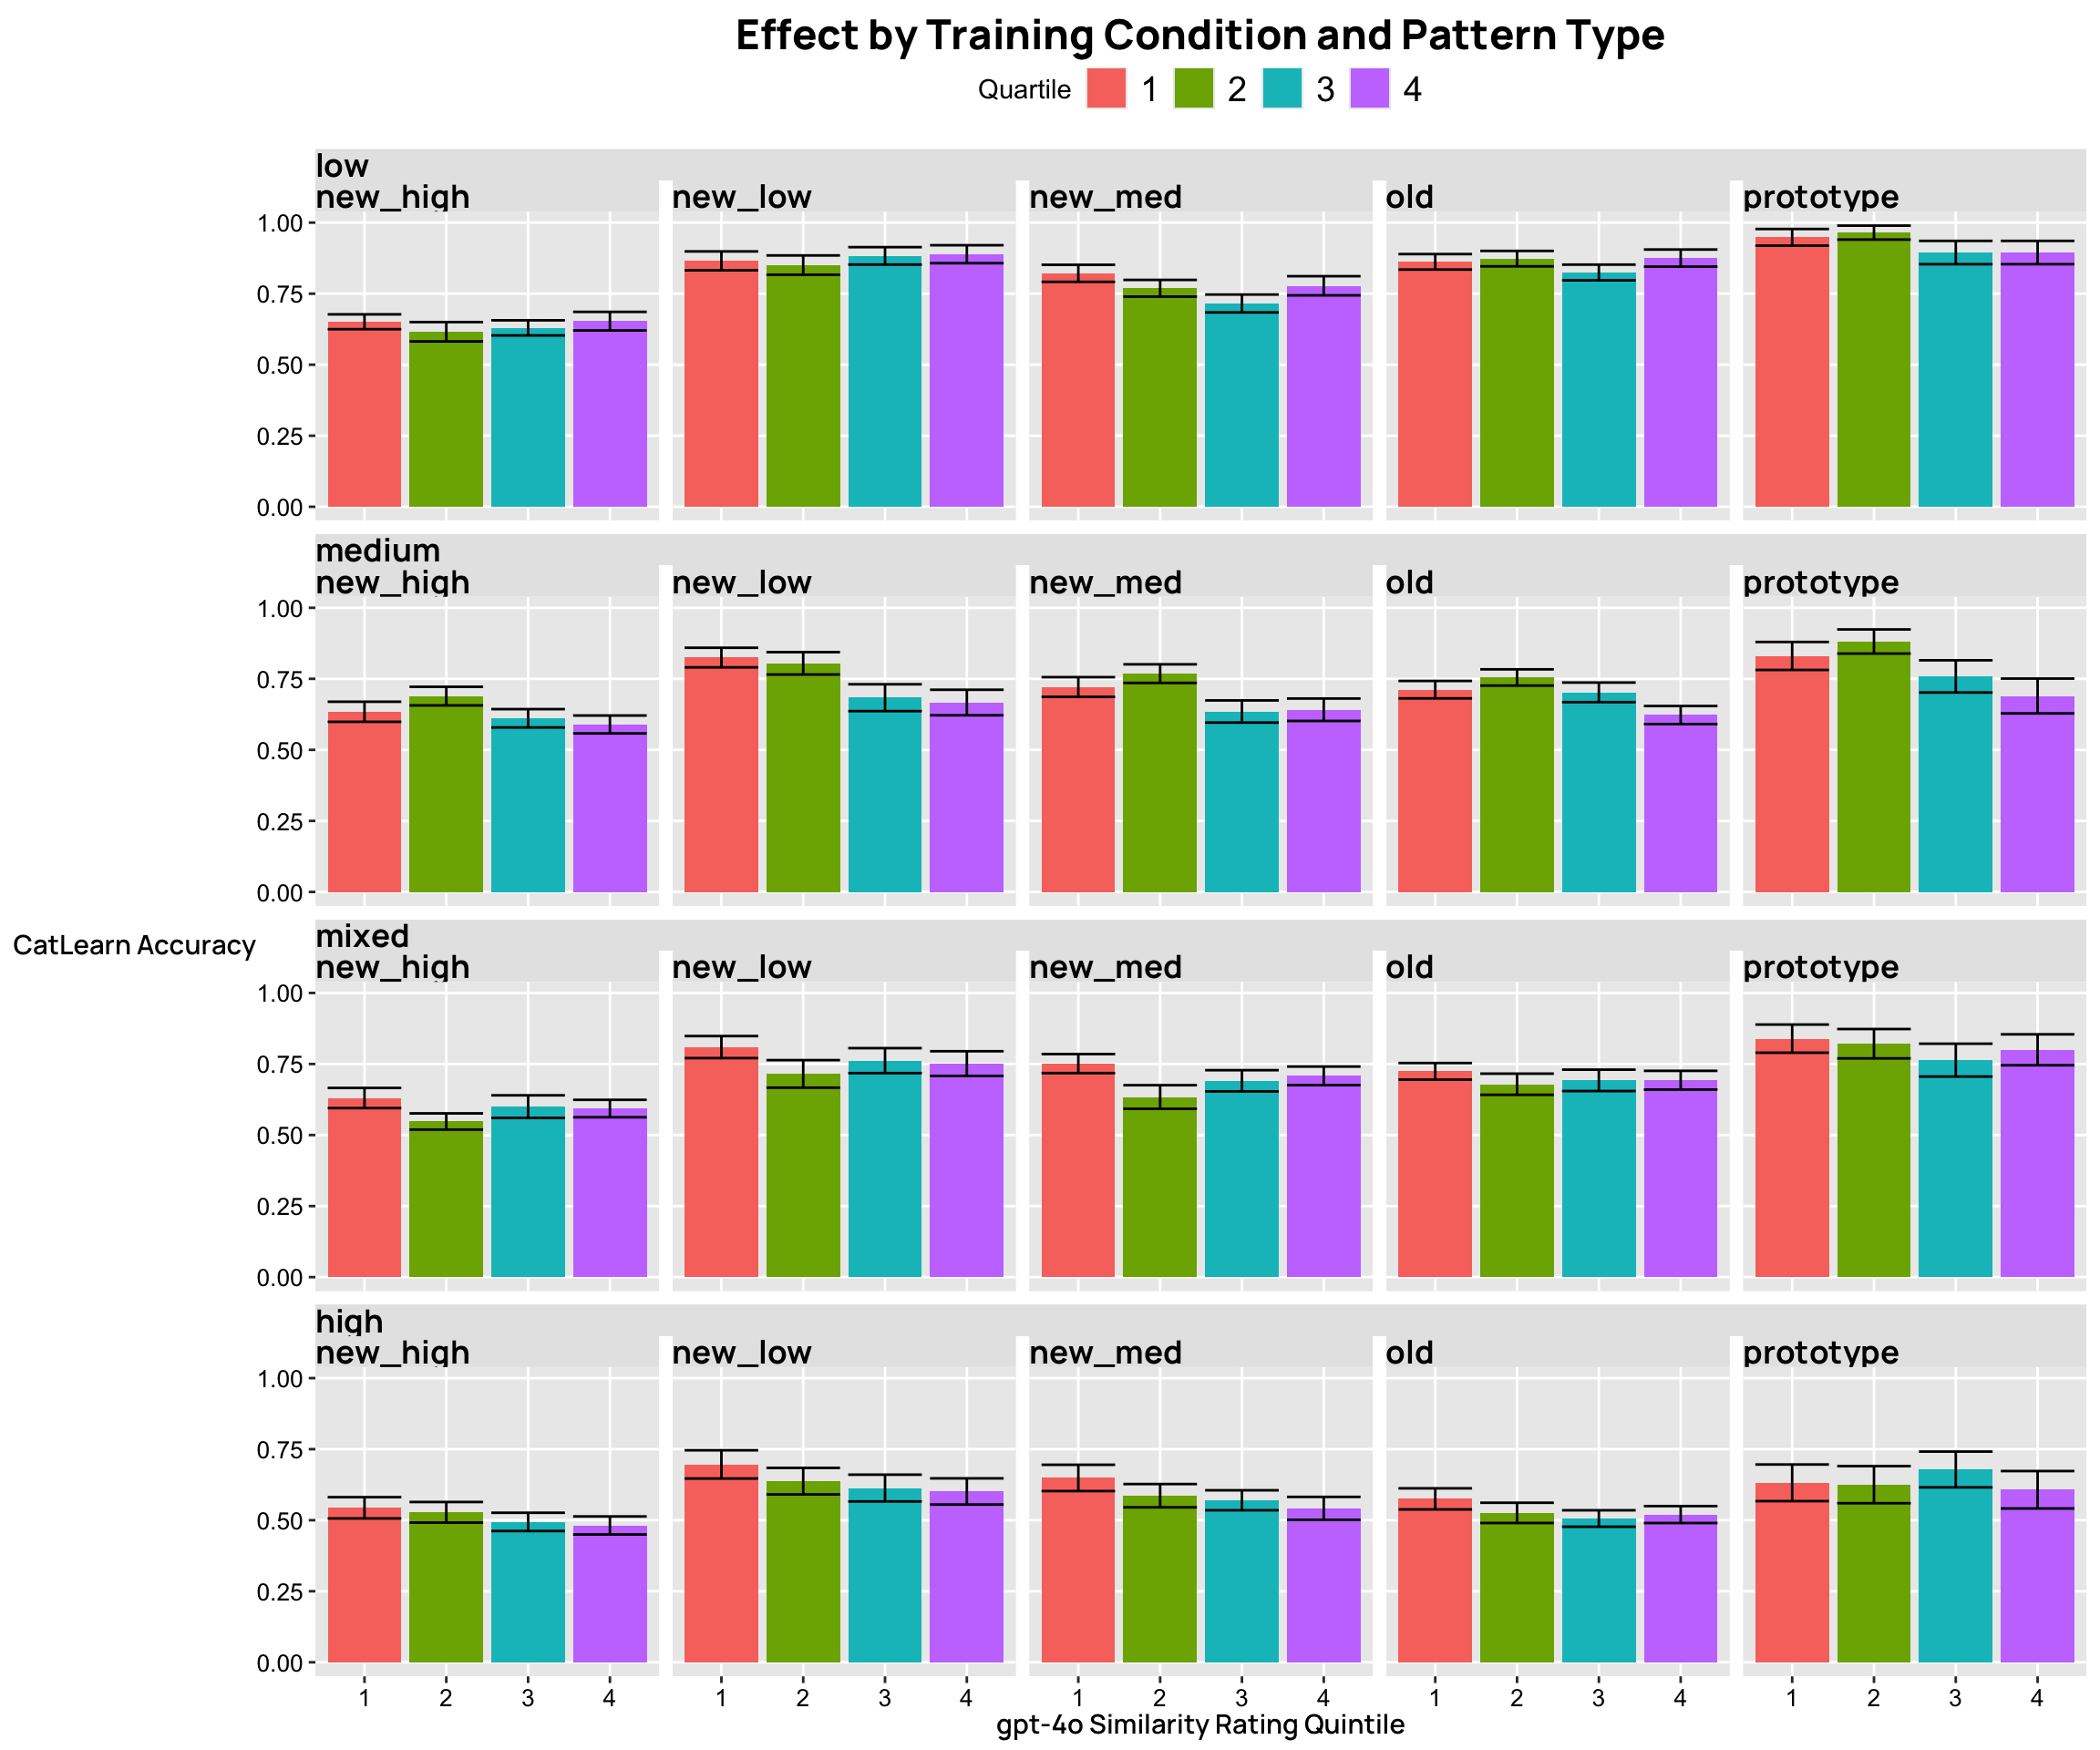 Effect by Training Condition and Pattern Type
Quartile 1 2 3 4
low
new_high new_low new_med old prototype
1.00
0.75
0.50
0.25
0.00
medium
new_high new_low new_med old prototype
1.00
0.75
0.50
0.25
0.00
CatLearn Accuracy
mixed
new_high new_low new_med old prototype
1.00
0.75
0.50
0.25
0.00
high
new_high new_low new_med old prototype
1.00
0.75
0.50
0.25
0.00
1 2 3 4 1 2 3 4 1 2 3 4 1 2 3 4 1 2 3 4
gpt-4o Similarity Rating Quintile